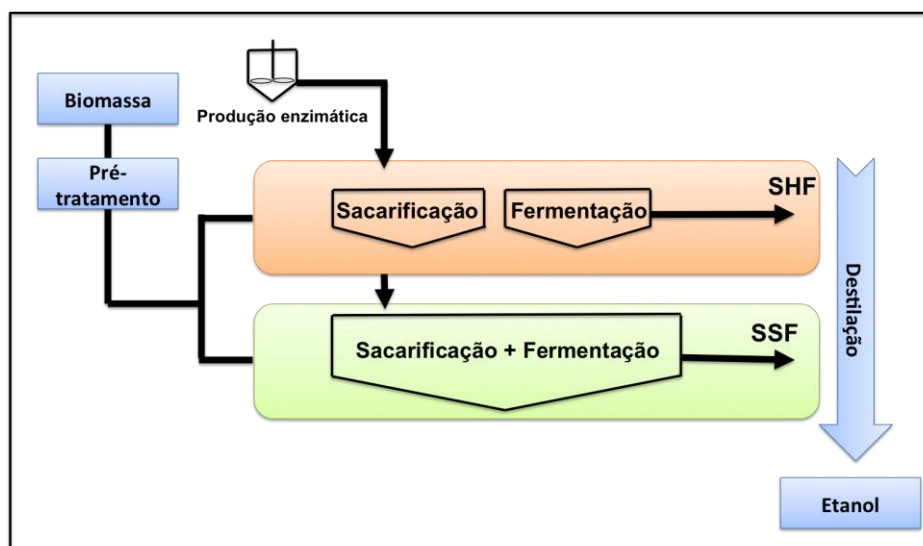 Biomassa
Produção enzimática
Pré-
tratamento
SHF
Sacarificação
Fermentação
SSF
Sacarificação + Fermentação
Destilação
Etanol